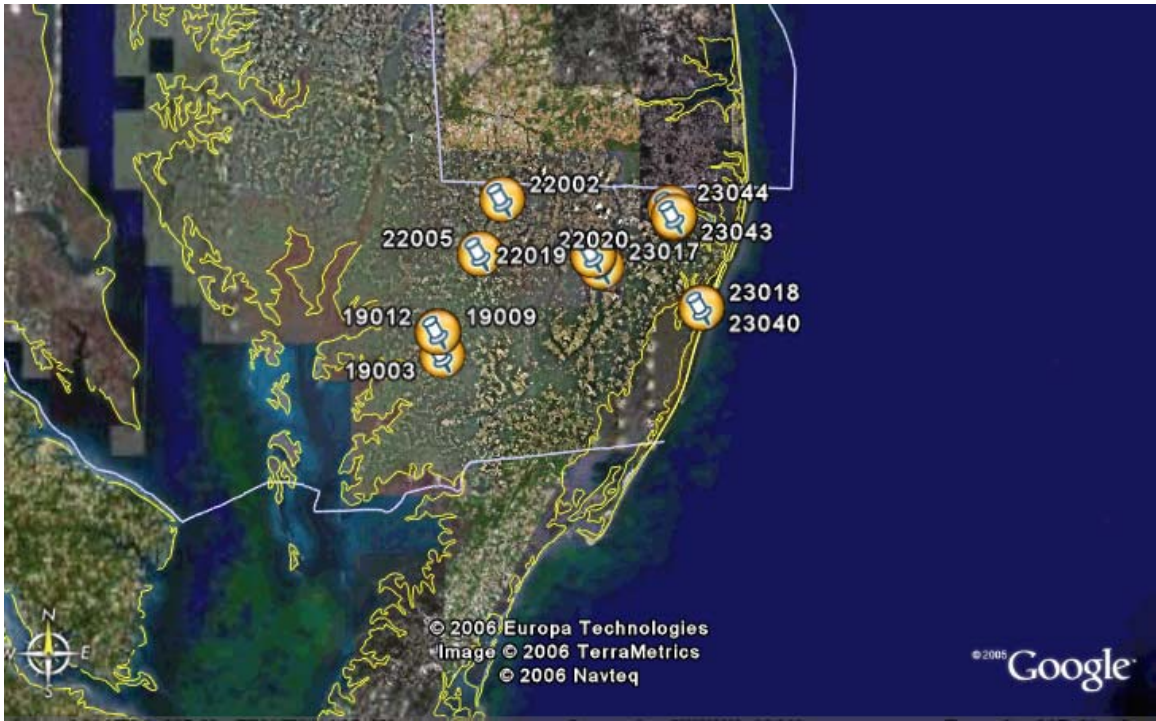 22002
23044
22005
22019
22020
23017
23043
19012
19009
23018
23040
19003
N
W
E
S
© 2006 Europa Technologies
Image © 2006 TerraMetrics
© 2006 Navteq
©2005 Google